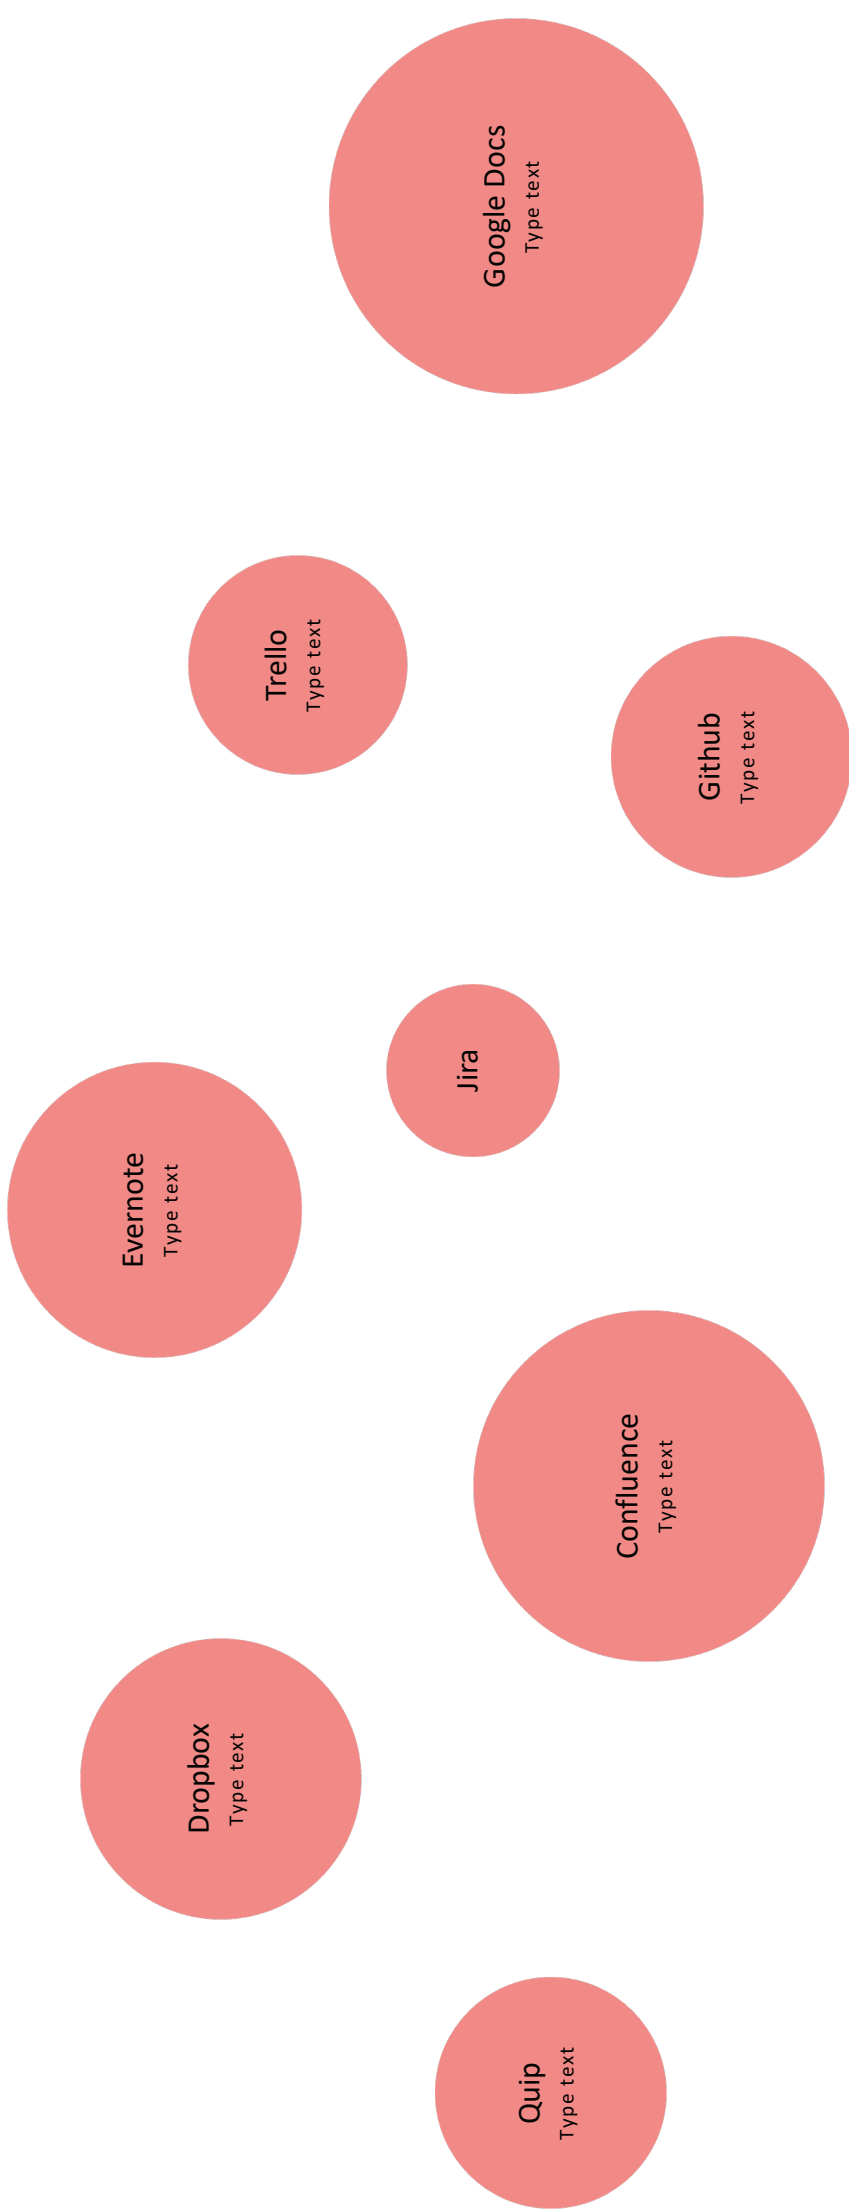 Evernote
Type text
Dropbox
Type text
Trello
Type text
Jira
Google Docs
Type text
Quip
Type text
Confluence
Type text
Github
Type text